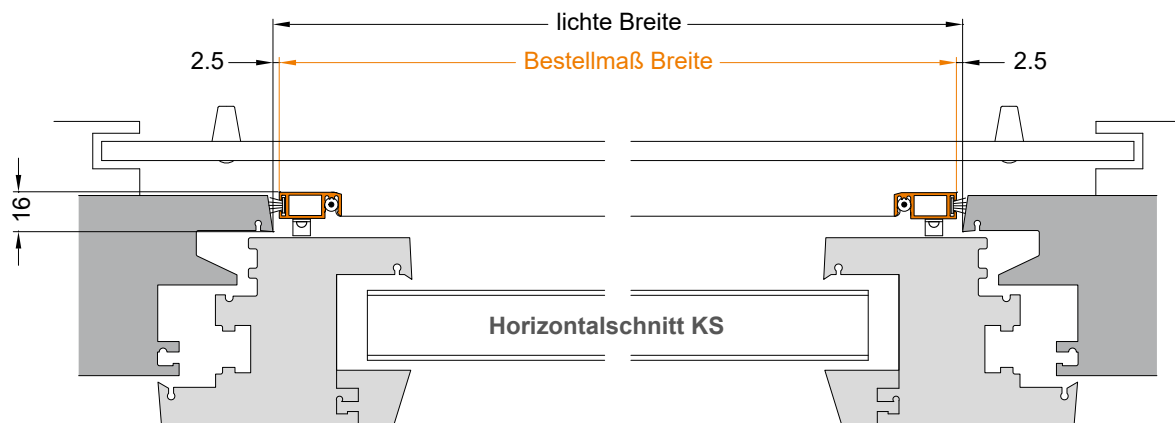 lichte Breite
2.5
Bestellmaß Breite
2.5
16
Horizontalschnitt KS